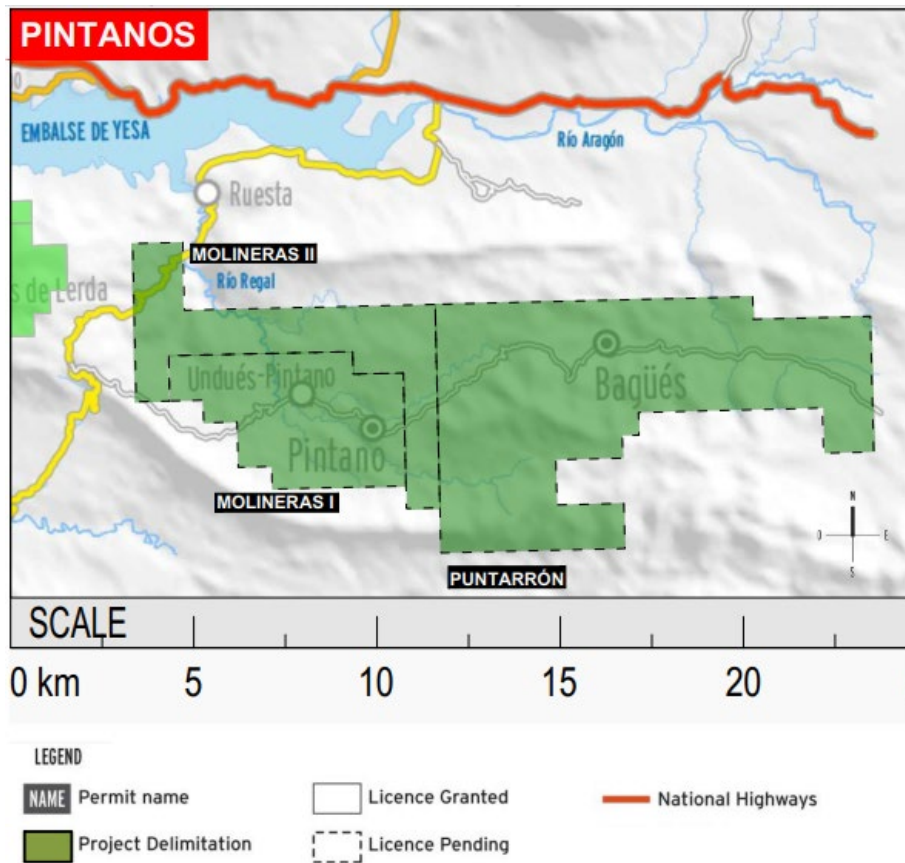 PINTANOS
EMBALSE DE YESA
Río Aragón
Ruesta
MOLINERAS II
Río Regal
s de Lerda
Undués-Pintano
Bagüés
Pintano
MOLINERAS I
PUNTARRÓN
N
O E
S
SCALE
0 km 5 10 15 20
LEGEND
NAME Permit name
Licence Granted
National Highways
Project Delimitation
Licence Pending